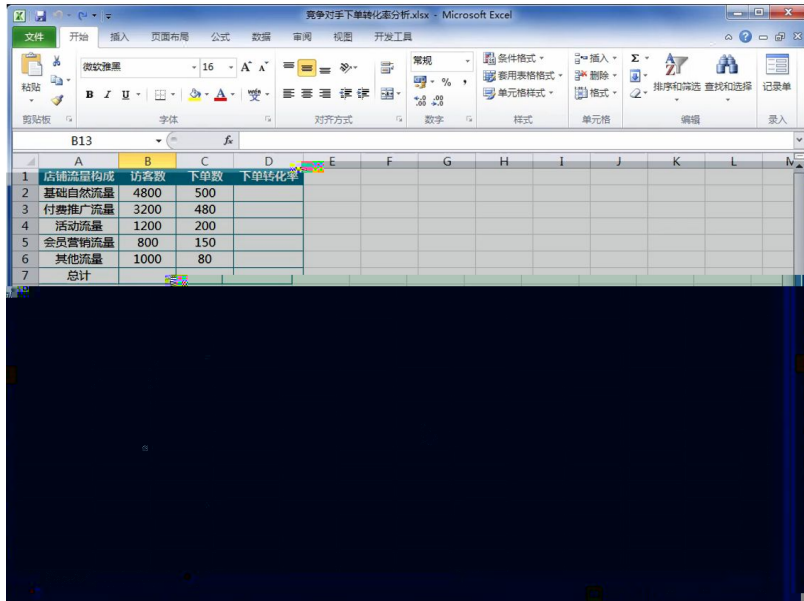 竞争对手下单转化率分析.xlsx - Microsoft Excel
文件 开始 插入 页面布局 公式 数据 审阅 视图 开发工具
粘贴 微软雅黑 16 常规 条件格式 套用表格格式 单元格样式 插入 删除 格式 排序和筛选 查找和选择 记录单
剪贴板 字体 对齐方式 数字 样式 单元格 编辑 录入
B13 fx
A B C D E F G H I J K L M
1 店铺流量构成 访客数 下单数 下单转化率
2 基础自然流量 4800 500
3 付费推广流量 3200 480
4 活动流量 1200 200
5 会员营销流量 800 150
6 其他流量 1000 80
7 总计